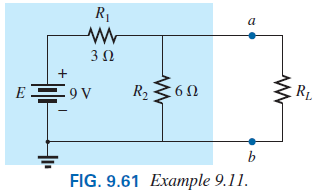 R1
3 Ω
a
+
E
9 V
R2
6 Ω
RL
−
b
FIG. 9.61 Example 9.11.